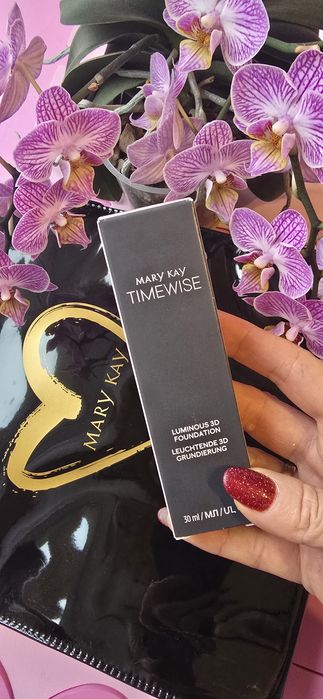 MARY KAY
TIMEWISE
LUMINOUS 3D
FOUNDATION
LEUCHTENDE 3D
GRUNDIERUNG
30 ml / МЛ / UL
MARY KAY